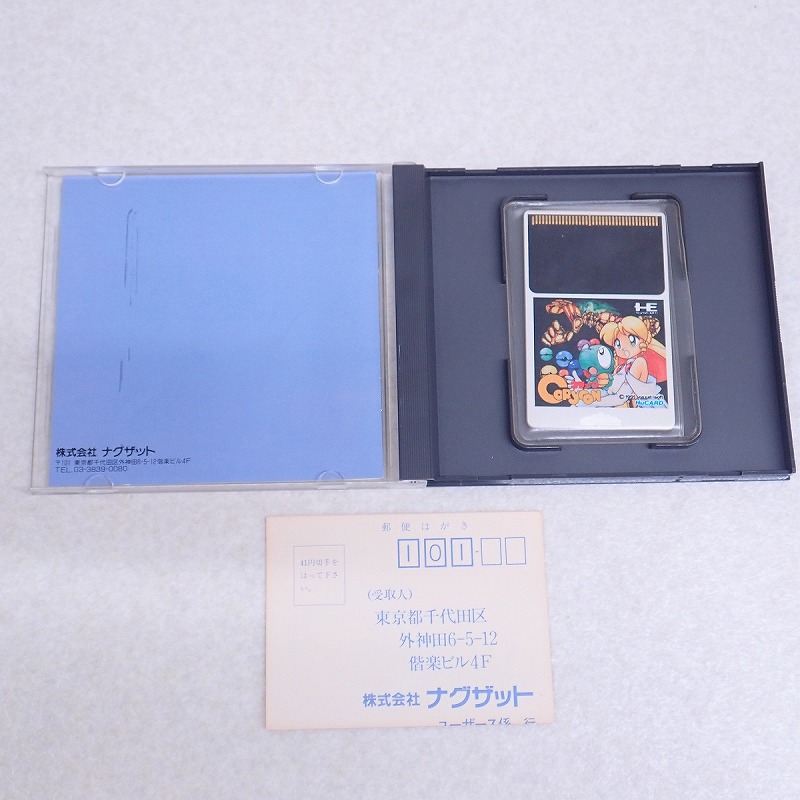 株式会社 ナグザット
〒101 東京都千代田区外神田6-5-12偕楽ビル4F
TEL.03-3839-0080.
HE
CORYOON
HuCARD
郵便はがき
101-
41円切手を
はって下さ
い。
(受取人)
東京都千代田区
外神田6-5-12
偕楽ビル4F
株式会社 ナグザット
ユーザース係 行